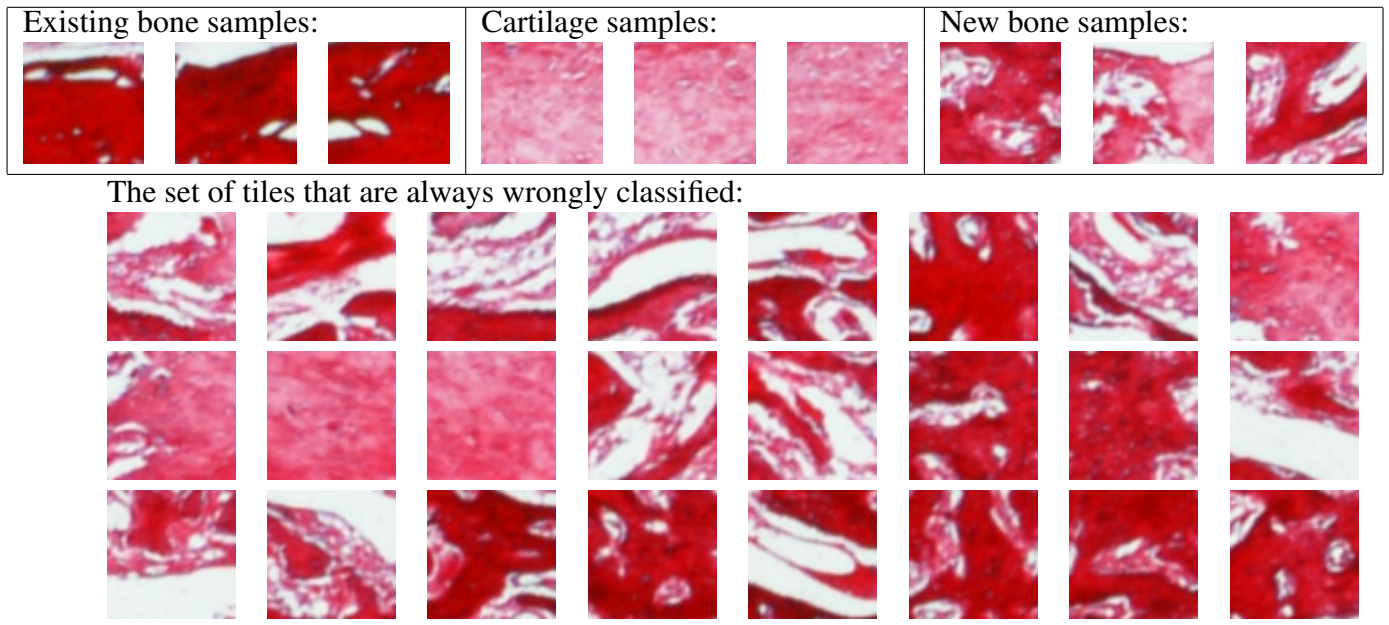 Existing bone samples:
Cartilage samples:
New bone samples:
The set of tiles that are always wrongly classified: